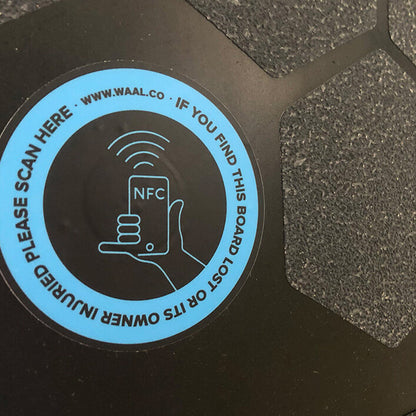 WWW.WAAL.CO · IF YOU FIND THIS BOARD LOST OR ITS OWNER INJURIED PLEASE SCAN HERE ·
NFC